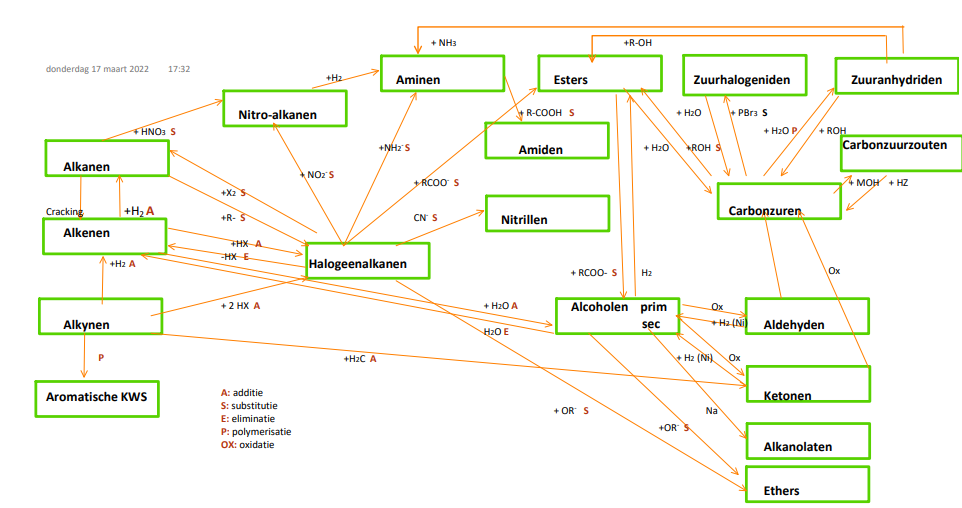 + NH₃
+R-OH
donderdag 17 maart 2022 17:32
+H₂
Aminen
Esters
Zuurhalogeniden
Zuuranhydriden
Nitro-alkanen
+ R-COOH S
+ H₂O
+ PBr₃ S
+ HNO₃ S
+ H₂O P
+ ROH
Carbonzuurzouten
Alkanen
+NH₂⁻ S
Amiden
+ H₂O
+ROH S
+ NO₂⁻ S
+ RCOO⁻ S
+ MOH
+ HZ
+X₂ S
Cracking
+H₂ A
+R- S
CN⁻ S
Nitrillen
Carbonzuren
Alkenen
+HX A
-HX E
+H₂ A
Halogeenalkanen
+ RCOO- S
H₂
Ox
+ 2 HX A
+ H₂O A
Alcoholen prim
sec
Ox
+ H₂ (Ni)
Aldehyden
Alkynen
H₂O E
P
+H₂C A
+ H₂ (Ni)
Ox
Aromatische KWS
Ketonen
A: additie
S: substitutie
E: eliminatie
P: polymerisatie
OX: oxidatie
+ OR⁻ S
Na
+OR⁻ S
Alkanolaten
Ethers